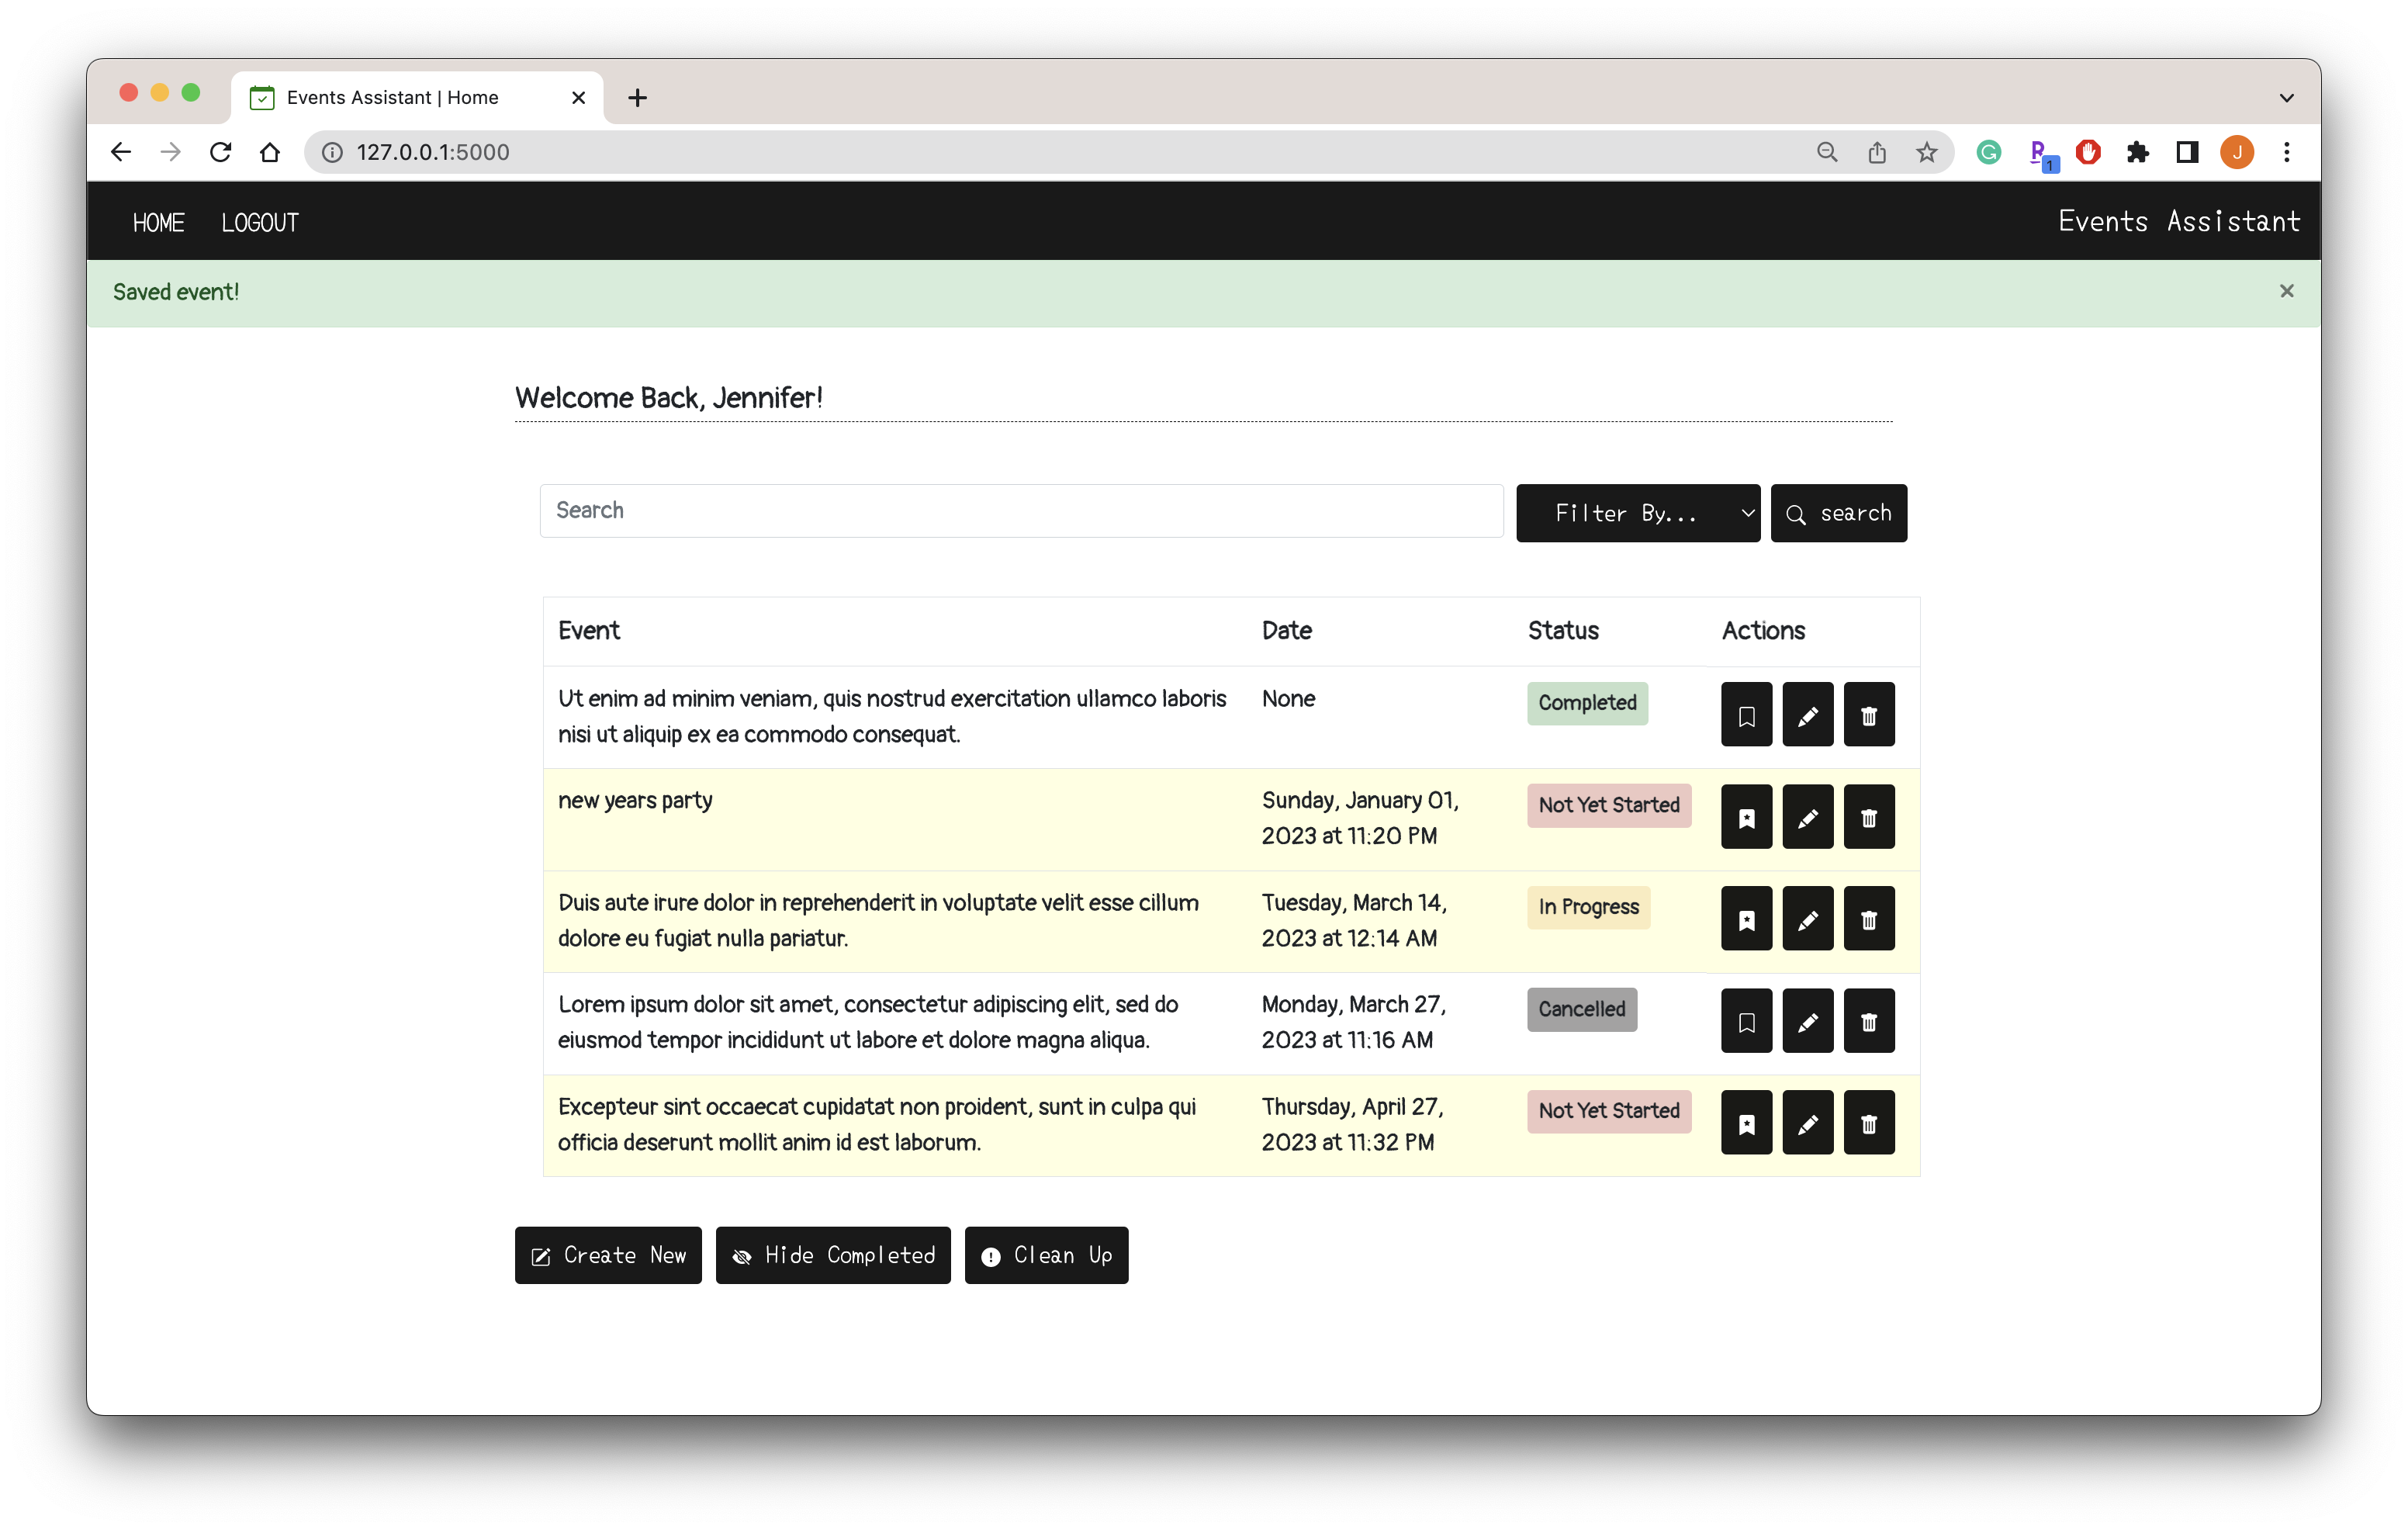 Events Assistant | Home
127.0.0.1:5000
1
J
HOME LOGOUT Events Assistant
Saved event!
Welcome Back, Jennifer!
Search Filter By... search
Event Date Status Actions
Ut enim ad minim veniam, quis nostrud exercitation ullamco laboris
nisi ut aliquip ex ea commodo consequat.
None
Completed
new years party
Sunday, January 01,
2023 at 11:20 PM
Not Yet Started
Duis aute irure dolor in reprehenderit in voluptate velit esse cillum
dolore eu fugiat nulla pariatur.
Tuesday, March 14,
2023 at 12:14 AM
In Progress
Lorem ipsum dolor sit amet, consectetur adipiscing elit, sed do
eiusmod tempor incididunt ut labore et dolore magna aliqua.
Monday, March 27,
2023 at 11:16 AM
Cancelled
Excepteur sint occaecat cupidatat non proident, sunt in culpa qui
officia deserunt mollit anim id est laborum.
Thursday, April 27,
2023 at 11:32 PM
Not Yet Started
Create New Hide Completed Clean Up